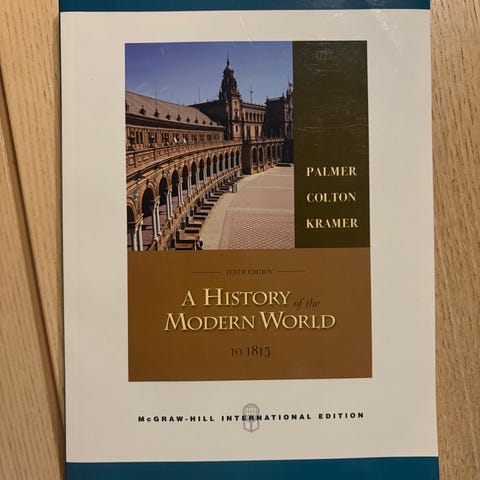 PALMER
COLTON
KRAMER
TENTH EDITION
A HISTORY of the
MODERN WORLD
TO 1815
McGRAW-HILL INTERNATIONAL EDITION